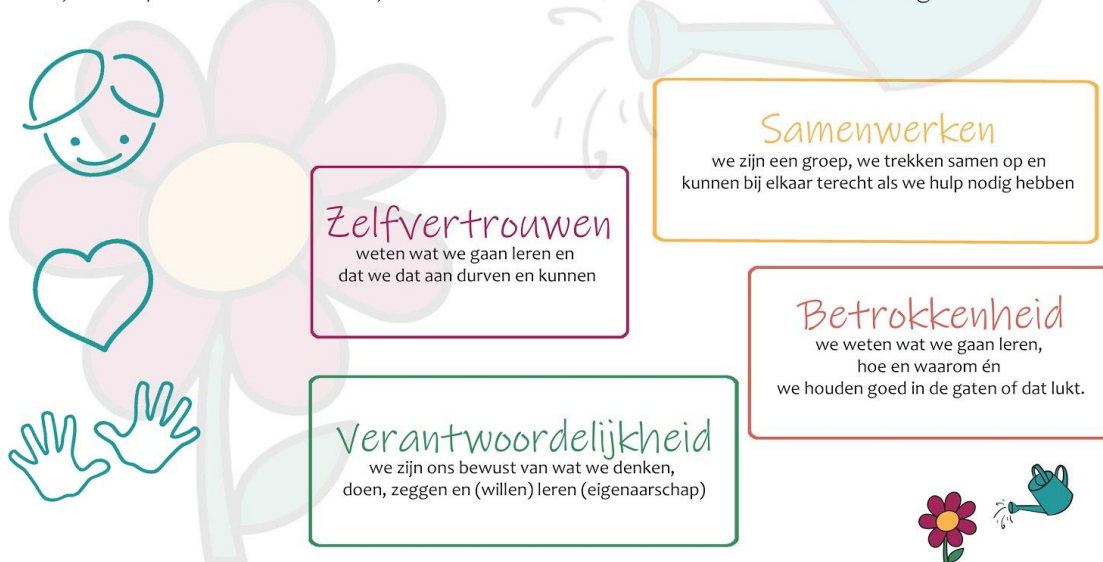 Samenwerken
we zijn een groep, we trekken samen op en
kunnen bij elkaar terecht als we hulp nodig hebben
Zelfvertrouwen
weten wat we gaan leren en
dat we dat aan durven en kunnen
Betrokkenheid
we weten wat we gaan leren,
hoe en waarom én
we houden goed in de gaten of dat lukt.
Verantwoordelijkheid
we zijn ons bewust van wat we denken,
doen, zeggen en (willen) leren (eigenaarschap)